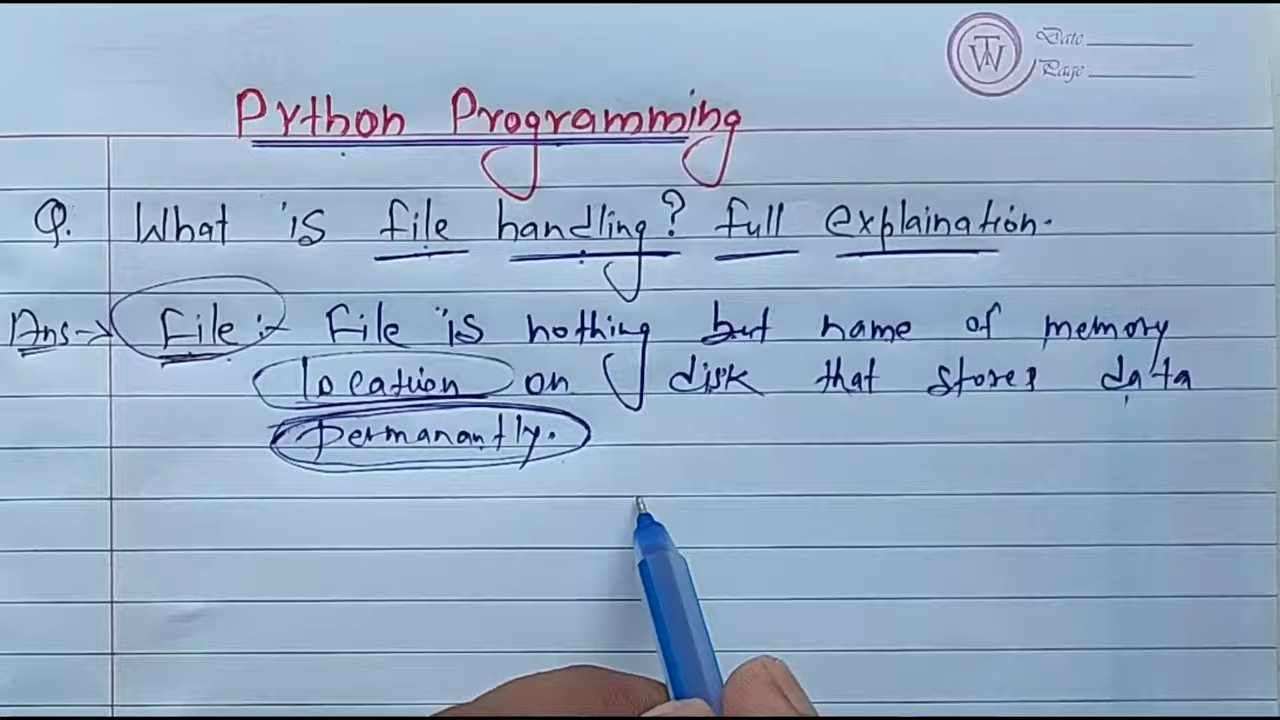 TW
Date
Page
Python Programming
Q. What is file handling? full explaination.
Ans→ File :- File is nothing but name of memory
location on disk that stores data
permanantly.